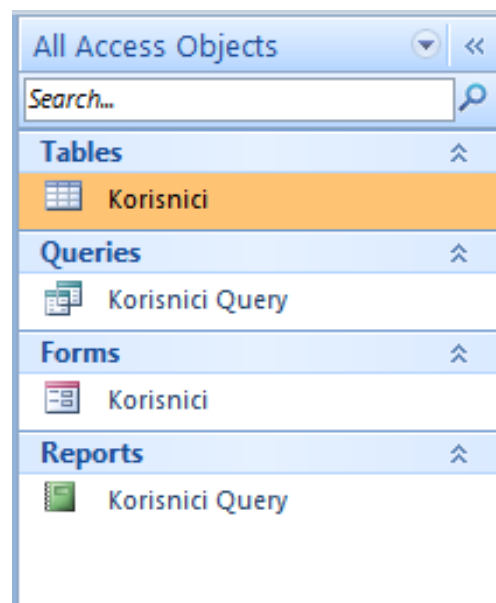 All Access Objects
Search...
Tables
Korisnici
Queries
Korisnici Query
Forms
Korisnici
Reports
Korisnici Query